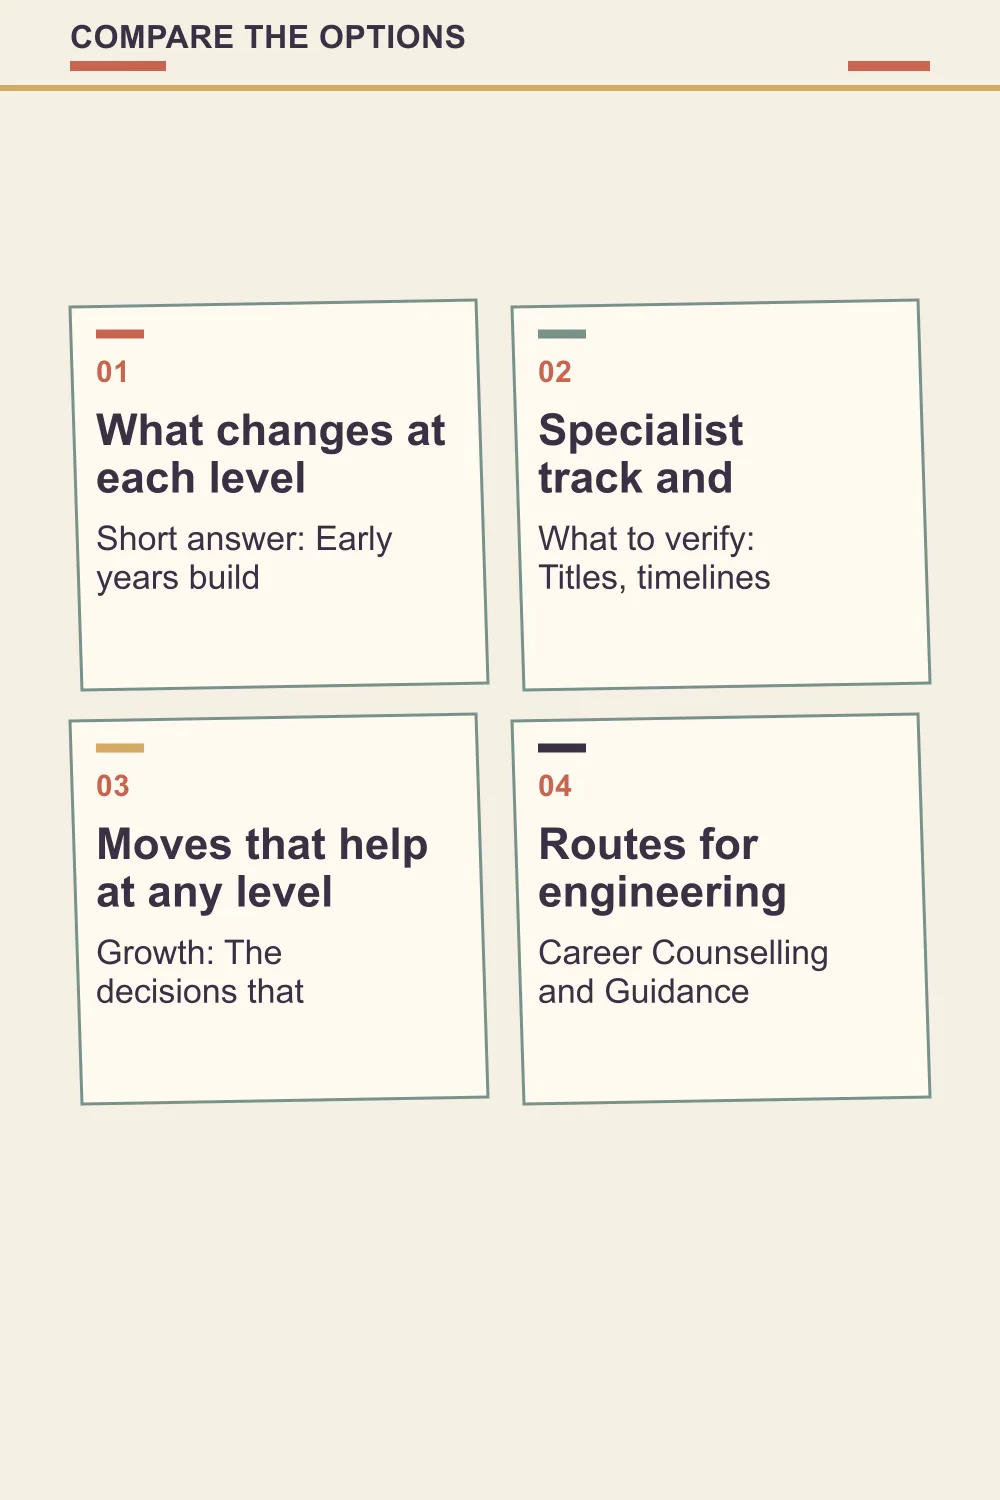 COMPARE THE OPTIONS
01
What changes at
each level
Short answer: Early
years build
02
Specialist
track and
What to verify:
Titles, timelines
03
Moves that help
at any level
Growth: The
decisions that
04
Routes for
engineering
Career Counselling
and Guidance